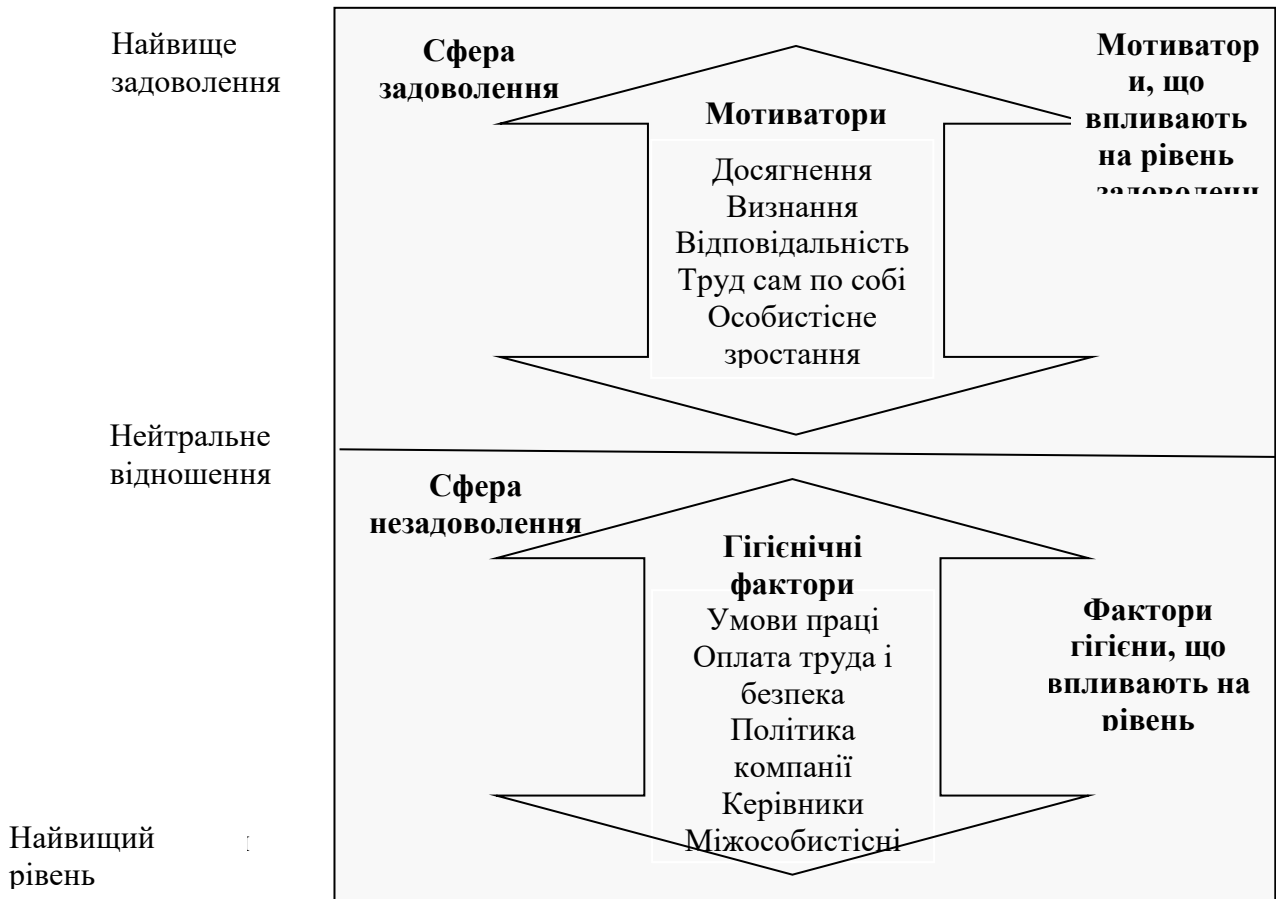 Найвище
задоволення
Сфера
задоволення
Мотиватори
Досягнення
Визнання
Відповідальність
Труд сам по собі
Особистісне
зростання
Мотиватор
и, що
впливають
на рівень
Нейтральне
відношення
Сфера
незадоволення
Гігієнічні
фактори
Умови праці
Оплата труда і
безпека
Політика
компанії
Керівники
Міжособистісні
Фактори
гігієни, що
впливають на
рівень
Найвищий
рівень